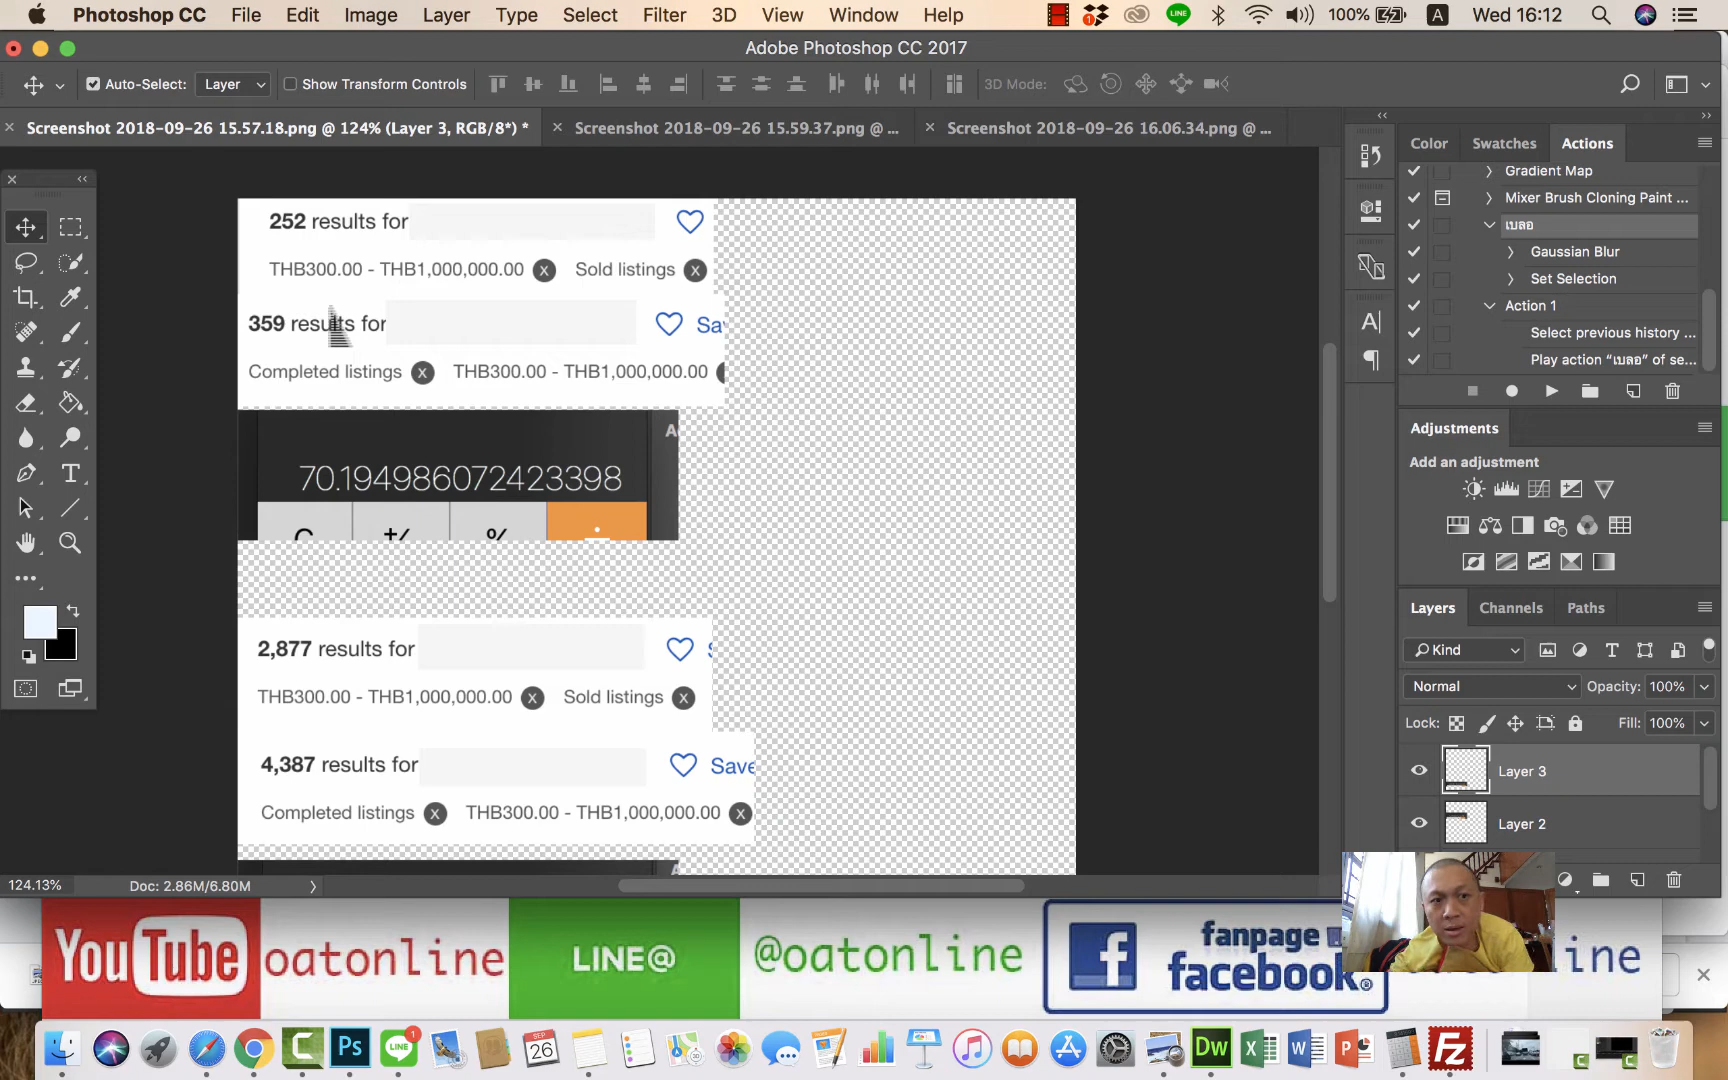 Photoshop CC File Edit Image Layer Type Select Filter 3D View Window Help 100% A Wed 16:12
Adobe Photoshop CC 2017
Auto-Select: Layer Show Transform Controls 3D Mode:
Screenshot 2018-09-26 15.57.18.png @ 124% (Layer 3, RGB/8*) * Screenshot 2018-09-26 15.59.37.png @ ... Screenshot 2018-09-26 16.06.34.png @ ...
Color Swatches Actions
Gradient Map
Mixer Brush Cloning Paint ...
เบลอ
Gaussian Blur
Set Selection
Action 1
Select previous history ...
Play action “เบลอ” of se...
252 results for
THB300.00 - THB1,000,000.00 x Sold listings x
359 results for Sav
Completed listings x THB300.00 - THB1,000,000.00
70.194986072423398
C +/ %
2,877 results for
THB300.00 - THB1,000,000.00 x Sold listings x
4,387 results for Save
Completed listings x THB300.00 - THB1,000,000.00 x
Adjustments
Add an adjustment
Layers Channels Paths
Kind
Normal Opacity: 100%
Lock: Fill: 100%
Layer 3
Layer 2
124.13% Doc: 2.86M/6.80M
YouTube oatonline LINE@ @oatonline fanpage facebook line
SEP
26
Ps
1
Dw
Fz